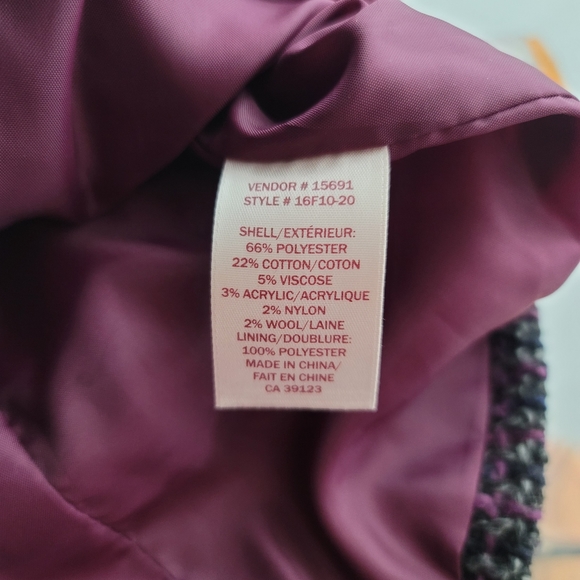 VENDOR # 15691
STYLE # 16F10-20
SHELL/EXTÉRIEUR:
66% POLYESTER
22% COTTON/COTON
5% VISCOSE
3% ACRYLIC/ACRYLIQUE
2% NYLON
2% WOOL/LAINE
LINING/DOUBLURE:
100% POLYESTER
MADE IN CHINA/
FAIT EN CHINE
CA 39123